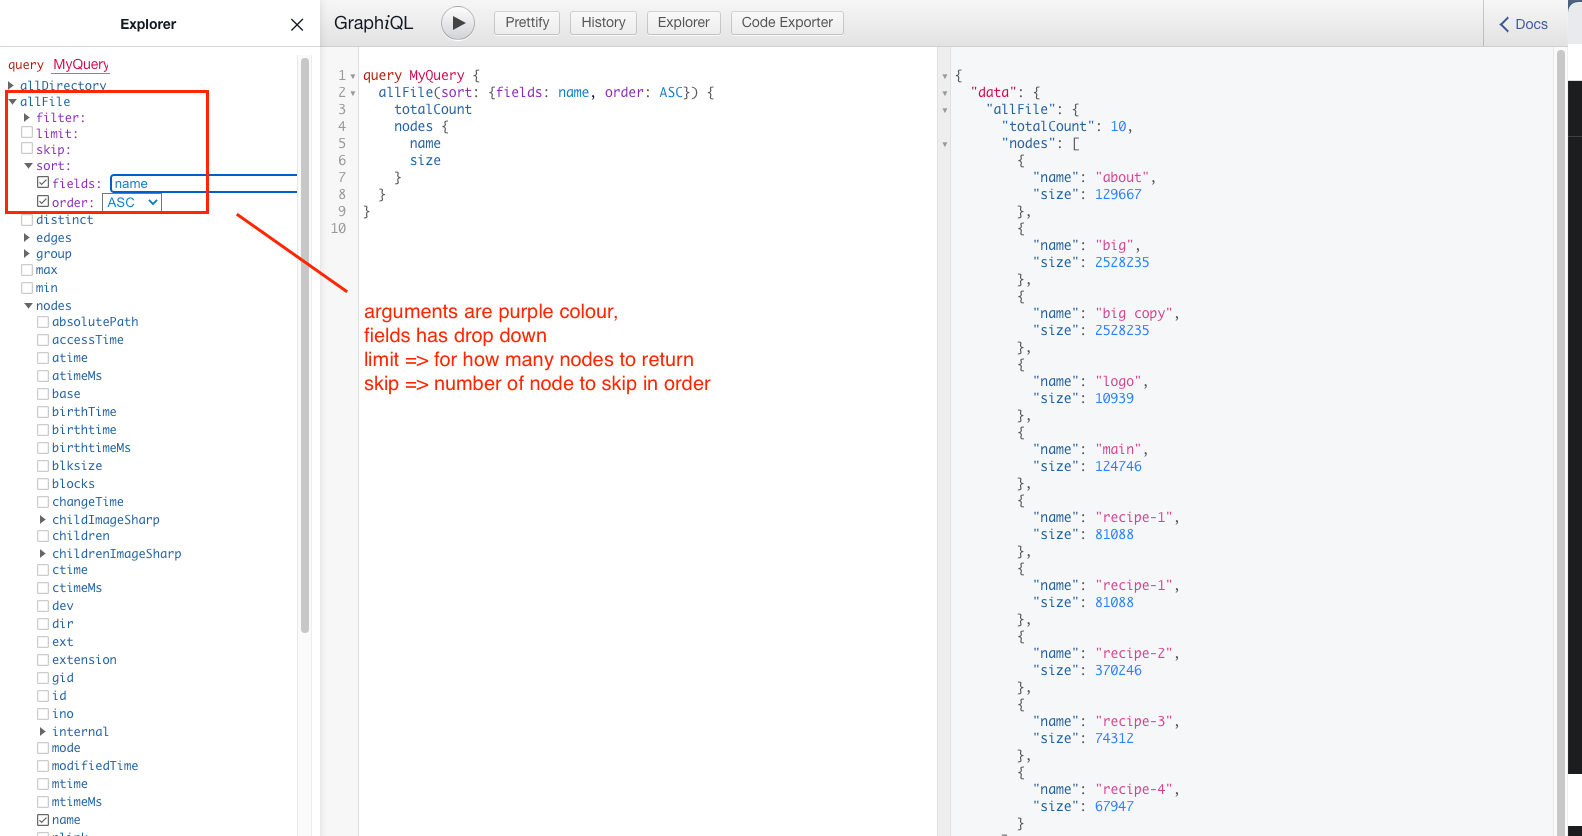 Explorer
GraphiQL
Prettify
History
Explorer
Code Exporter
Docs
query MyQuery
allDirectory
allFile
filter:
limit:
skip:
sort:
fields: name
order: ASC
distinct
edges
group
max
min
nodes
absolutePath
accessTime
atime
atimeMs
base
birthTime
birthtime
birthtimeMs
blksize
blocks
changeTime
childImageSharp
children
childrenImageSharp
ctime
ctimeMs
dev
dir
ext
extension
gid
id
ino
internal
mode
modifiedTime
mtime
mtimeMs
name
1 query MyQuery {
2 allFile(sort: {fields: name, order: ASC}) {
3 totalCount
4 nodes {
5 name
6 size
7 }
8 }
9 }
10
arguments are purple colour,
fields has drop down
limit => for how many nodes to return
skip => number of node to skip in order
{
"data": {
"allFile": {
"totalCount": 10,
"nodes": [
{
"name": "about",
"size": 129667
},
{
"name": "big",
"size": 2528235
},
{
"name": "big copy",
"size": 2528235
},
{
"name": "logo",
"size": 10939
},
{
"name": "main",
"size": 124746
},
{
"name": "recipe-1",
"size": 81088
},
{
"name": "recipe-1",
"size": 81088
},
{
"name": "recipe-2",
"size": 370246
},
{
"name": "recipe-3",
"size": 74312
},
{
"name": "recipe-4",
"size": 67947
}